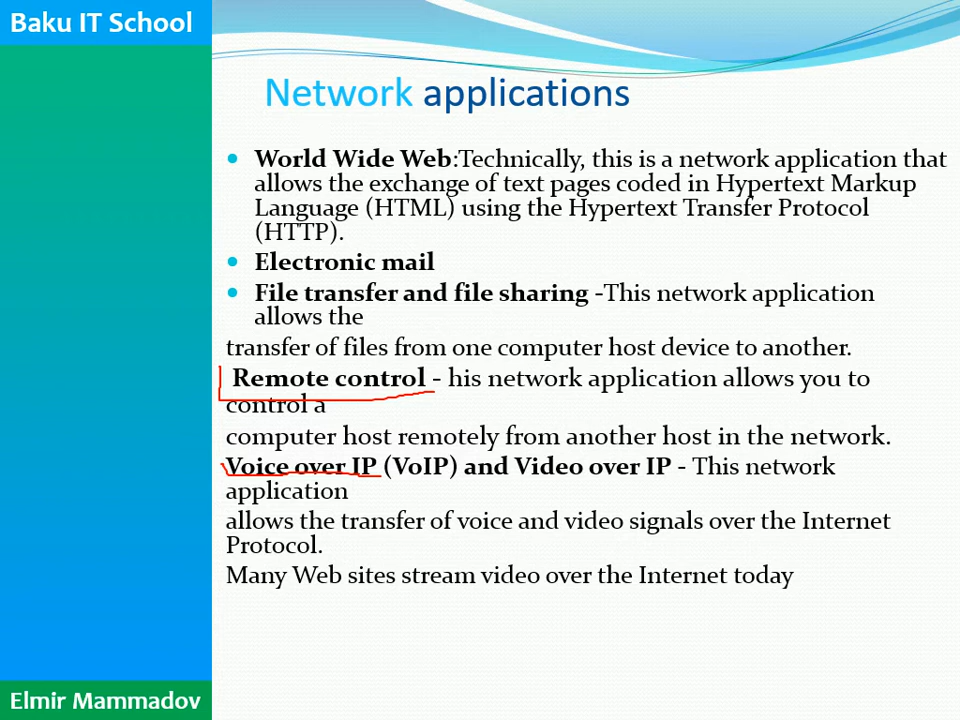 Baku IT School
Network applications
World Wide Web:Technically, this is a network application that
allows the exchange of text pages coded in Hypertext Markup
Language (HTML) using the Hypertext Transfer Protocol
(HTTP).
Electronic mail
File transfer and file sharing -This network application
allows the
transfer of files from one computer host device to another.
Remote control - his network application allows you to
control a
computer host remotely from another host in the network.
Voice over IP (VoIP) and Video over IP - This network
application
allows the transfer of voice and video signals over the Internet
Protocol.
Many Web sites stream video over the Internet today
Elmir Mammadov